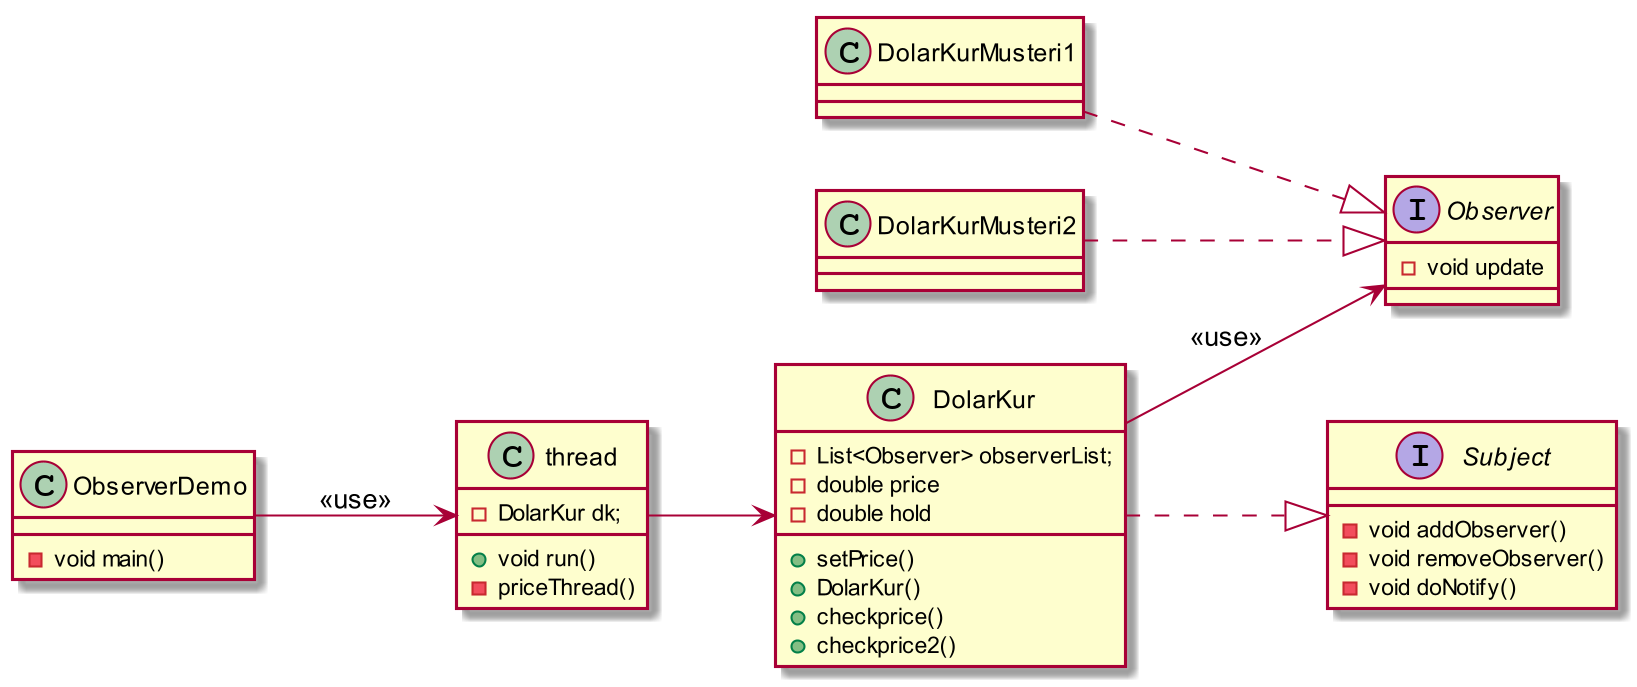 C DolarKurMusteri1
C DolarKurMusteri2
I Observer
void update
«use»
C DolarKur
List<Observer> observerList;
double price
double hold
setPrice()
DolarKur()
checkprice()
checkprice2()
I Subject
void addObserver()
void removeObserver()
void doNotify()
C thread
DolarKur dk;
void run()
priceThread()
«use»
C ObserverDemo
void main()